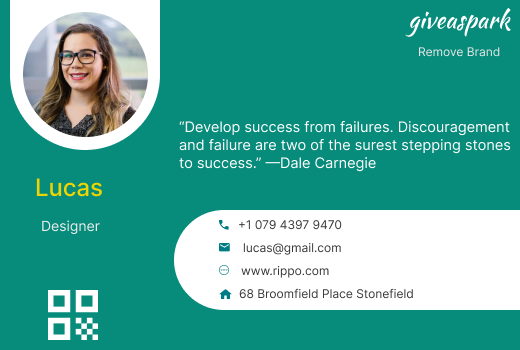 giveaspark
Remove Brand
“Develop success from failures. Discouragement
and failure are two of the surest stepping stones
to success.” —Dale Carnegie
Lucas
Designer
+1 079 4397 9470
lucas@gmail.com
www.rippo.com
68 Broomfield Place Stonefield